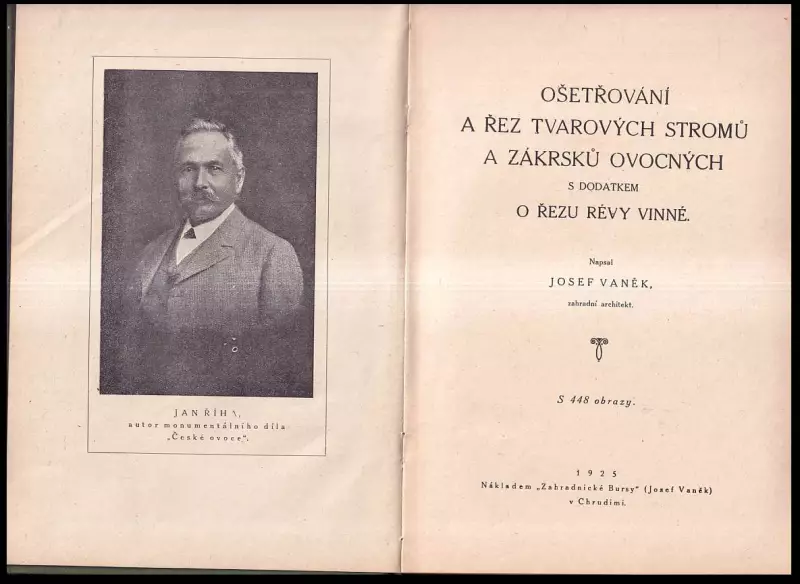 JAN ŘÍHA,
autor monumentálního díla
„České ovoce“.
OŠETŘOVÁNÍ
A ŘEZ TVAROVÝCH STROMŮ
A ZÁKRSKŮ OVOCNÝCH
S DODATKEM
O ŘEZU RÉVY VINNÉ.
Napsal
JOSEF VANĚK,
zahradní architekt.
S 448 obrazy.
1925
Nákladem „Zahradnické Bursy“ (Josef Vaněk)
v Chrudimi.